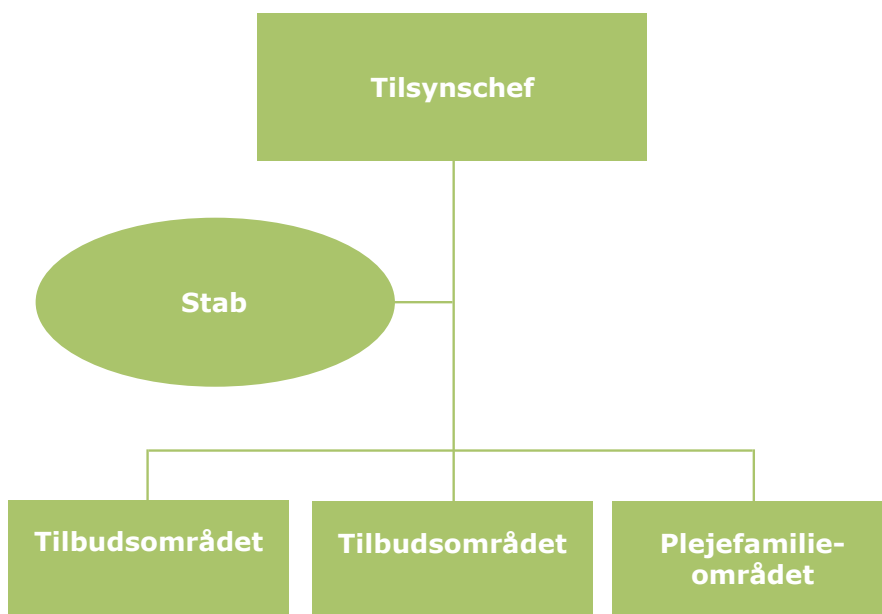 Tilsynschef
Stab
Tilbudsområdet
Tilbudsområdet
Plejefamilie-
området